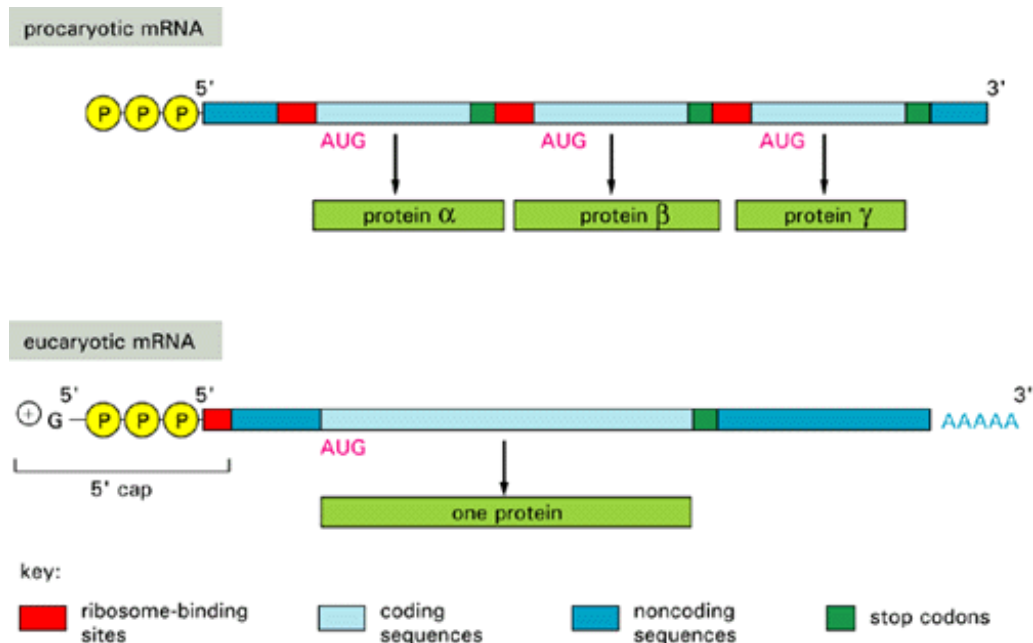 procaryotic mRNA
5' 3'
P P P
AUG AUG AUG
protein α protein β protein γ
eucaryotic mRNA
5' 5' 3'
+ G P P P AAAAA
AUG
5' cap
one protein
key:
ribosome-binding sites
coding sequences
noncoding sequences
stop codons